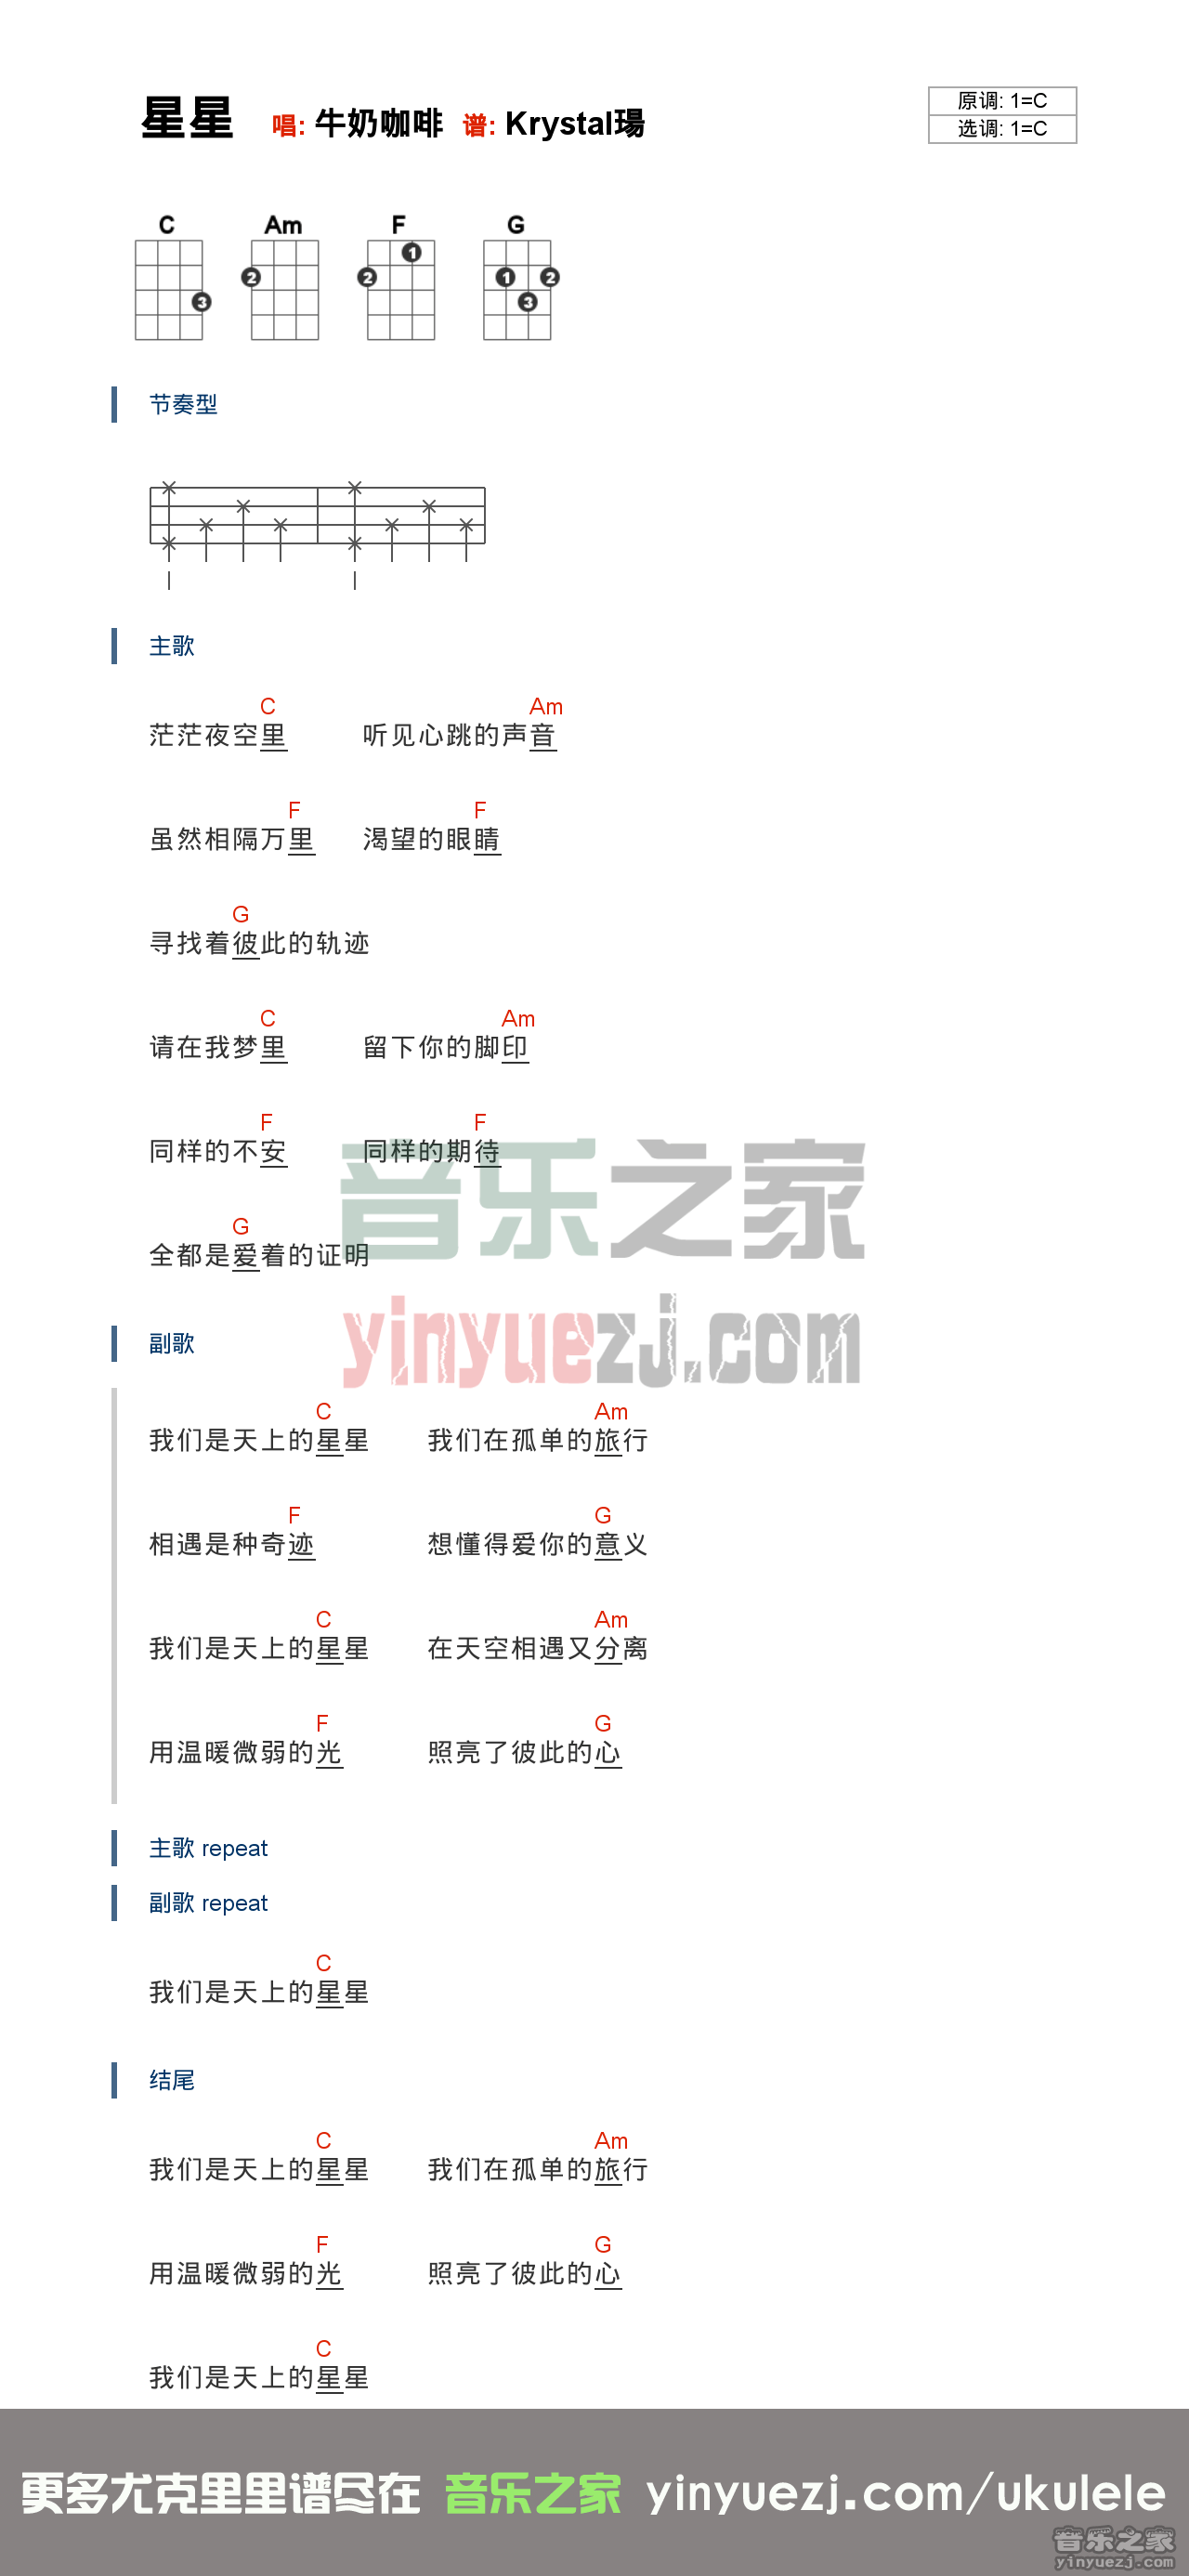 星星 唱: 牛奶咖啡 谱: Krystal瑒
原调: 1=C
选调: 1=C
C Am F G
2 3 2 1 1 2 3
节奏型
主歌
C Am
茫茫夜空里 听见心跳的声音
F F
虽然相隔万里 渴望的眼睛
G
寻找着彼此的轨迹
C Am
请在我梦里 留下你的脚印
F F
同样的不安 同样的期待
G
全都是爱着的证明
音乐之家
yinyuezj.com
副歌
C Am
我们是天上的星星 我们在孤单的旅行
F G
相遇是种奇迹 想懂得爱你的意义
C Am
我们是天上的星星 在天空相遇又分离
F G
用温暖微弱的光 照亮了彼此的心
主歌 repeat
副歌 repeat
C
我们是天上的星星
结尾
C Am
我们是天上的星星 我们在孤单的旅行
F G
用温暖微弱的光 照亮了彼此的心
C
我们是天上的星星
更多尤克里里谱尽在 音乐之家 yinyuezj.com/ukulele
音乐之家
yinyuezj.com